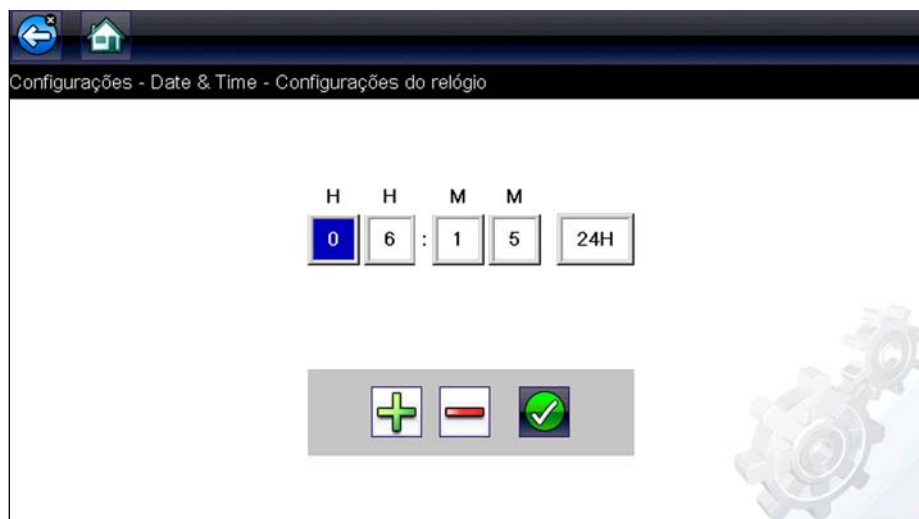 Configurações - Date & Time - Configurações do relógio
H H M M
0 6 : 1 5 24H